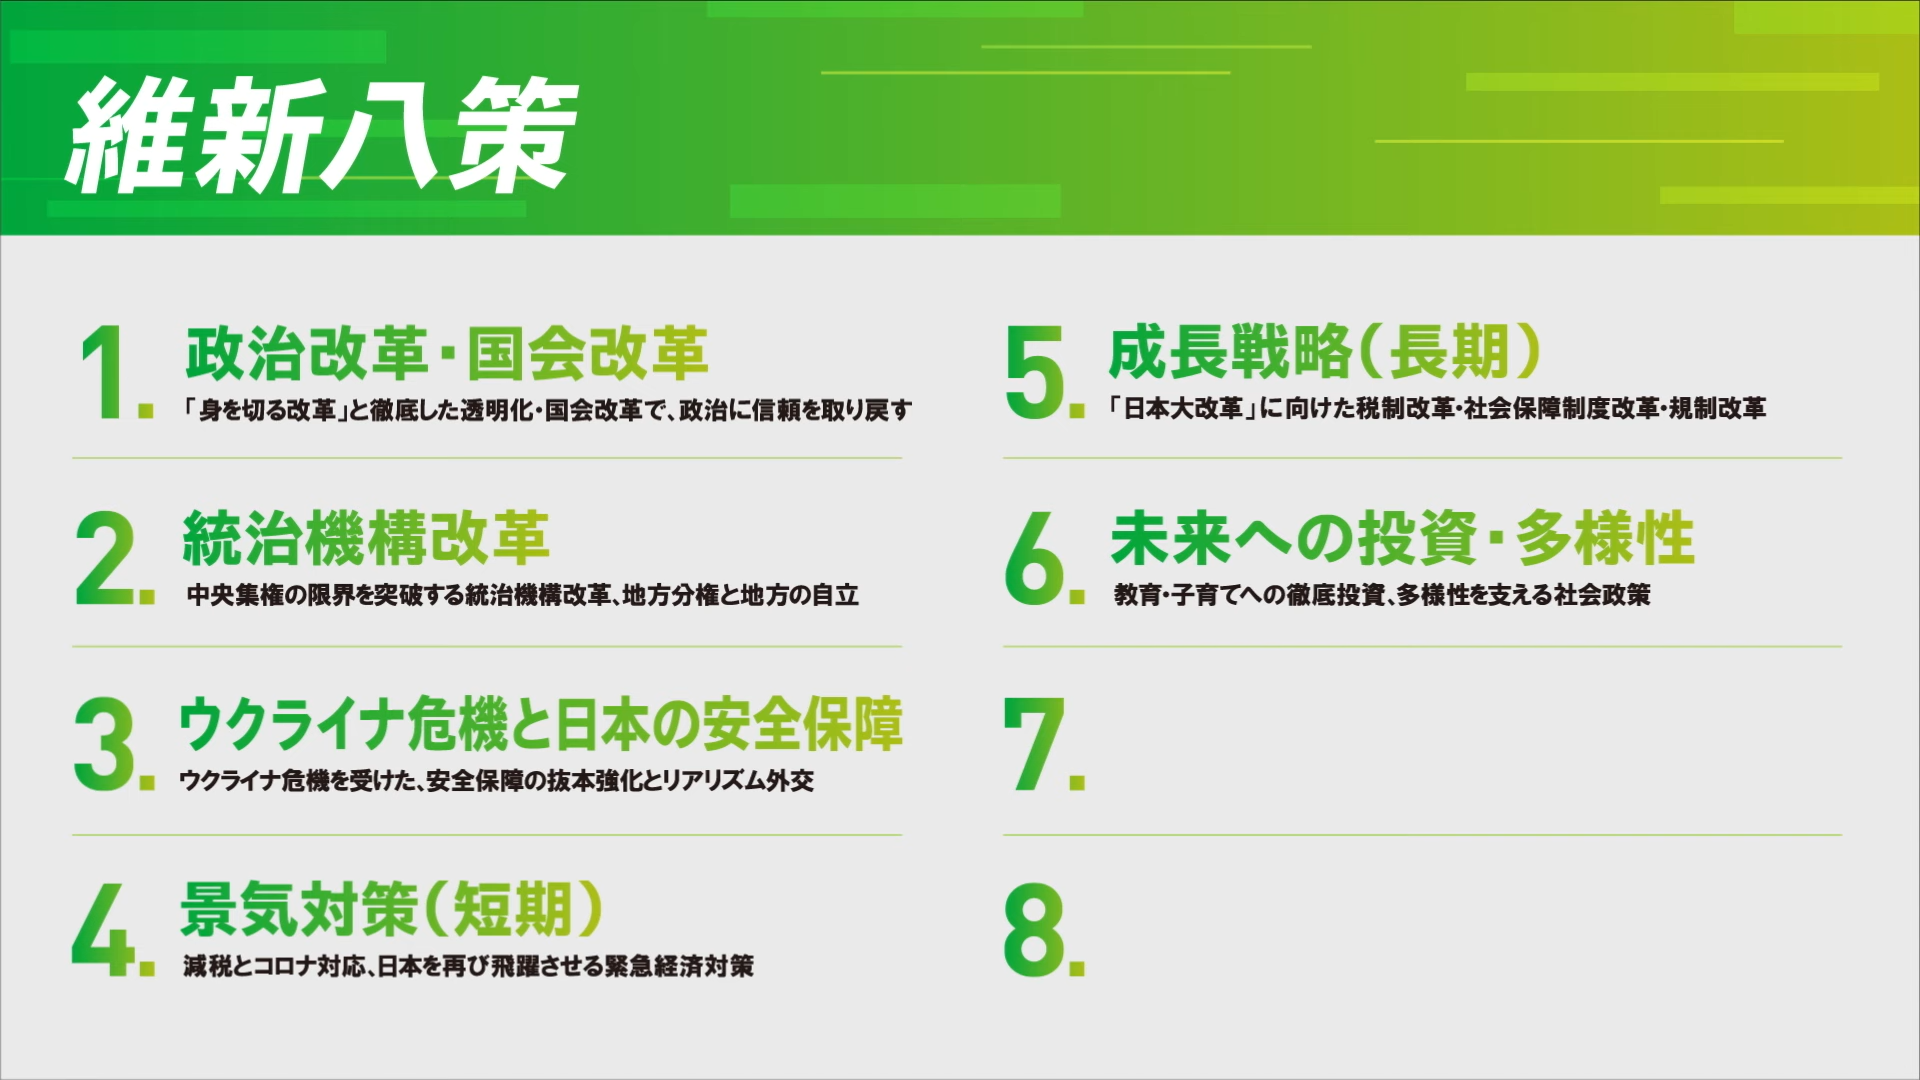 維新八策
1. 政治改革・国会改革
「身を切る改革」と徹底した透明化・国会改革で、政治に信頼を取り戻す
2. 統治機構改革
中央集権の限界を突破する統治機構改革、地方分権と地方の自立
3. ウクライナ危機と日本の安全保障
ウクライナ危機を受けた、安全保障の抜本強化とリアリズム外交
4. 景気対策（短期）
減税とコロナ対応、日本を再び飛躍させる緊急経済対策
5. 成長戦略（長期）
「日本大改革」に向けた税制改革・社会保障制度改革・規制改革
6. 未来への投資・多様性
教育・子育てへの徹底投資、多様性を支える社会政策
7.
8.